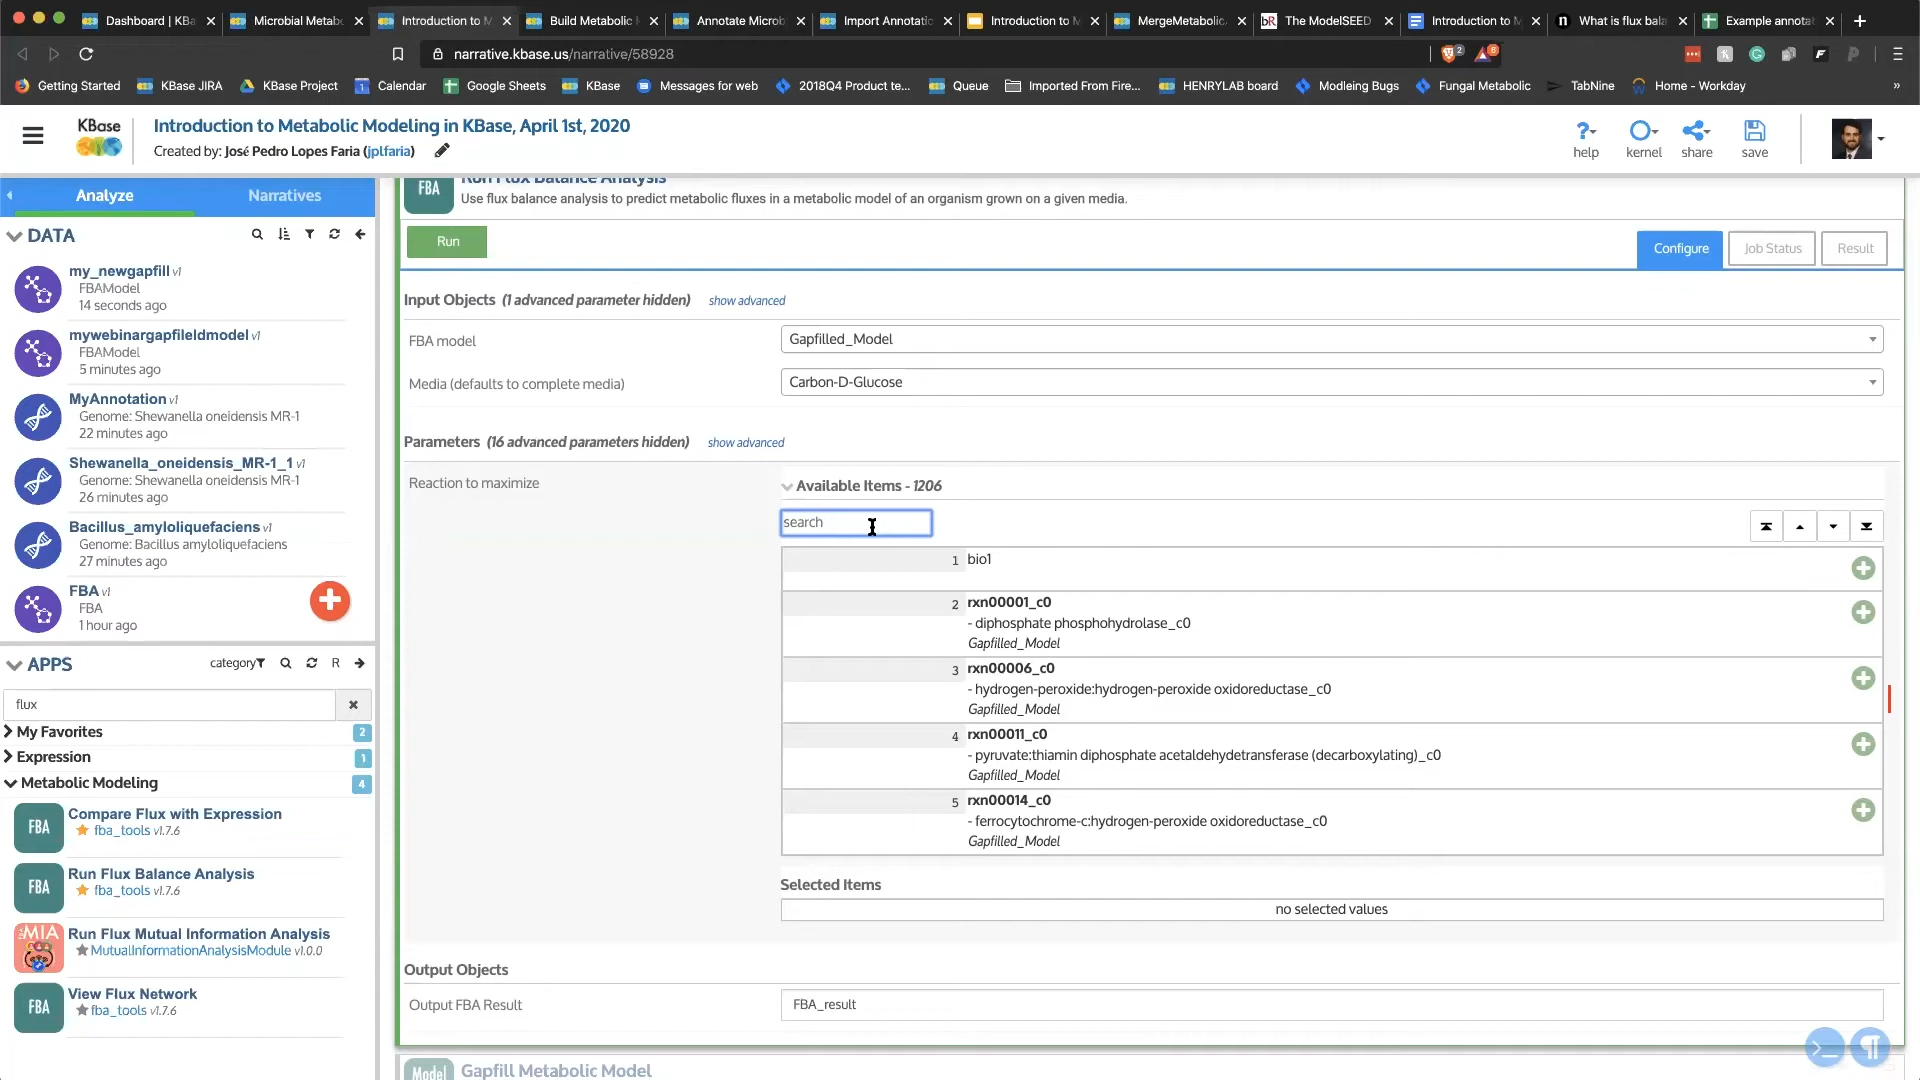 Dashboard | KBa
Microbial Metab
Introduction to M
Build Metabolic
Annotate Microb
Import Annotatic
Introduction to M
MergeMetabolic
bR The ModelSEED
Introduction to M
n What is flux bala
Example annotat
narrative.kbase.us/narrative/58928
2
8
Getting Started
KBase JIRA
KBase Project
Calendar
Google Sheets
KBase
Messages for web
2018Q4 Product te...
Queue
Imported From Fire...
HENRYLAB board
Modleing Bugs
Fungal Metabolic
TabNine
Home - Workday
»
KBase
Introduction to Metabolic Modeling in KBase, April 1st, 2020
Created by: José Pedro Lopes Faria (jplfaria)
help
kernel
share
save
Analyze
Narratives
DATA
my_newgapfill v1
FBAModel
14 seconds ago
mywebinargapfileldmodel v1
FBAModel
5 minutes ago
MyAnnotation v1
Genome: Shewanella oneidensis MR-1
22 minutes ago
Shewanella_oneidensis_MR-1_1 v1
Genome: Shewanella oneidensis MR-1
26 minutes ago
Bacillus_amyloliquefaciens v1
Genome: Bacillus amyloliquefaciens
27 minutes ago
FBA v1
FBA
1 hour ago
APPS
category
R
flux
My Favorites
2
Expression
1
Metabolic Modeling
4
FBA
Compare Flux with Expression
fba_tools v1.7.6
FBA
Run Flux Balance Analysis
fba_tools v1.7.6
MIA
Run Flux Mutual Information Analysis
MutualInformationAnalysisModule v1.0.0
FBA
View Flux Network
fba_tools v1.7.6
FBA
Run Flux Balance Analysis
Use flux balance analysis to predict metabolic fluxes in a metabolic model of an organism grown on a given media.
Run
Configure
Job Status
Result
Input Objects (1 advanced parameter hidden) show advanced
FBA model
Gapfilled_Model
Media (defaults to complete media)
Carbon-D-Glucose
Parameters (16 advanced parameters hidden) show advanced
Reaction to maximize
Available Items - 1206
search
1 bio1
2 rxn00001_c0
- diphosphate phosphohydrolase_c0
Gapfilled_Model
3 rxn00006_c0
- hydrogen-peroxide:hydrogen-peroxide oxidoreductase_c0
Gapfilled_Model
4 rxn00011_c0
- pyruvate:thiamin diphosphate acetaldehydetransferase (decarboxylating)_c0
Gapfilled_Model
5 rxn00014_c0
- ferrocytochrome-c:hydrogen-peroxide oxidoreductase_c0
Gapfilled_Model
Selected Items
no selected values
Output Objects
Output FBA Result
FBA_result
Model
Gapfill Metabolic Model